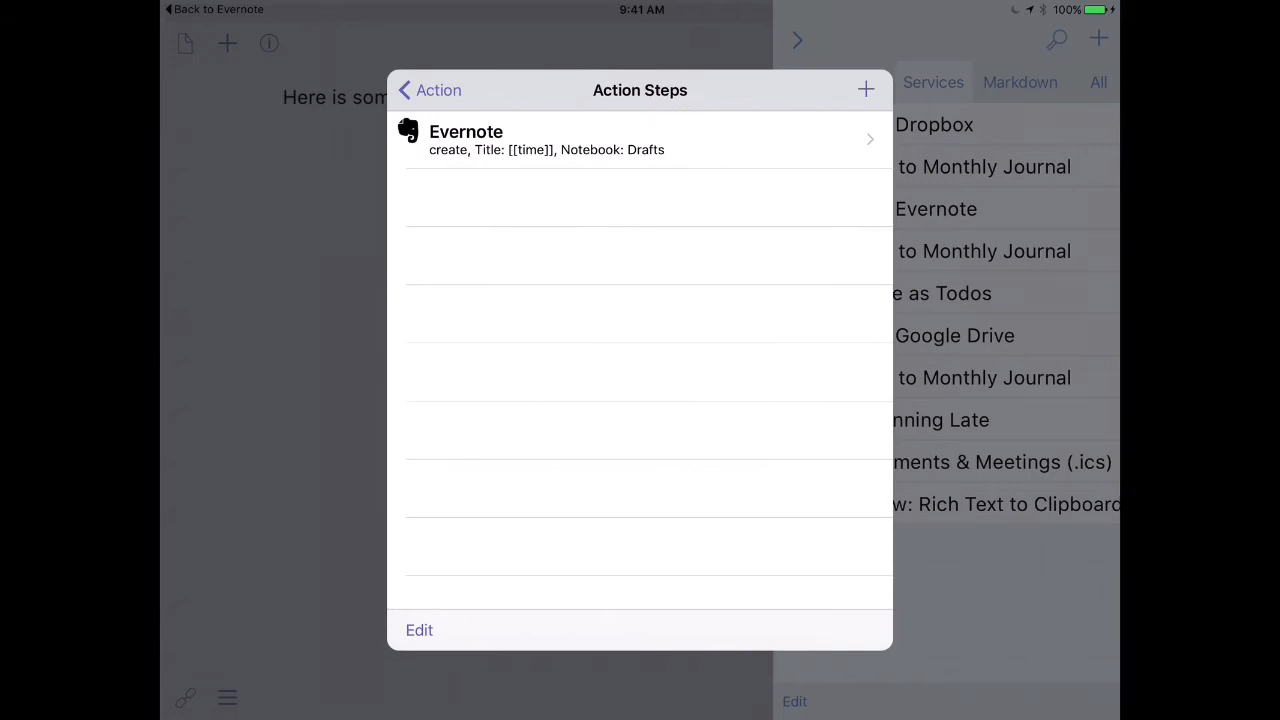 Back to Evernote
9:41 AM
100%
Here is som
Services
Markdown
All
Action
Action Steps
Evernote
create, Title: [[time]], Notebook: Drafts
Edit
Dropbox
to Monthly Journal
Evernote
to Monthly Journal
e as Todos
Google Drive
to Monthly Journal
nning Late
ments & Meetings (.ics)
w: Rich Text to Clipboard
Edit